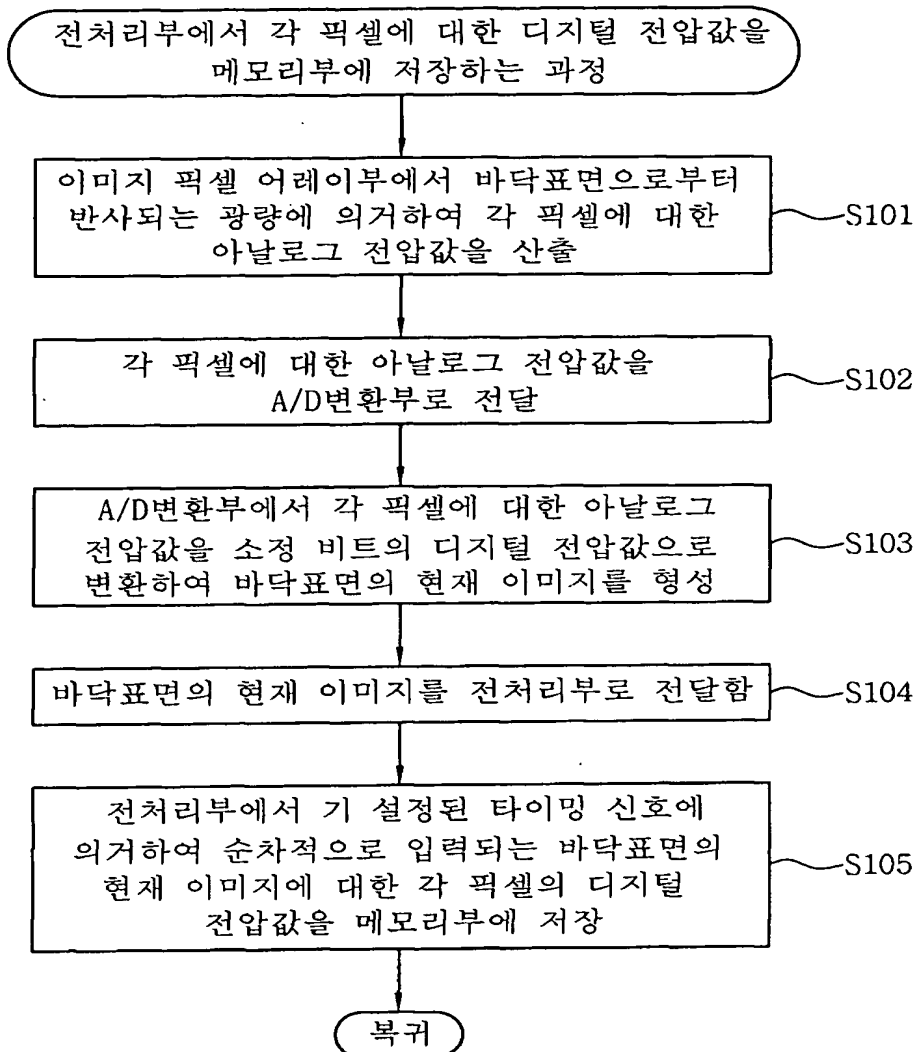 전처리부에서 각 픽셀에 대한 디지털 전압값을
메모리부에 저장하는 과정
이미지 픽셀 어레이부에서 바닥표면으로부터
반사되는 광량에 의거하여 각 픽셀에 대한
아날로그 전압값을 산출
S101
각 픽셀에 대한 아날로그 전압값을
A/D변환부로 전달
S102
A/D변환부에서 각 픽셀에 대한 아날로그
전압값을 소정 비트의 디지털 전압값으로
변환하여 바닥표면의 현재 이미지를 형성
S103
바닥표면의 현재 이미지를 전처리부로 전달함
S104
전처리부에서 기 설정된 타이밍 신호에
의거하여 순차적으로 입력되는 바닥표면의
현재 이미지에 대한 각 픽셀의 디지털
전압값을 메모리부에 저장
S105
복귀